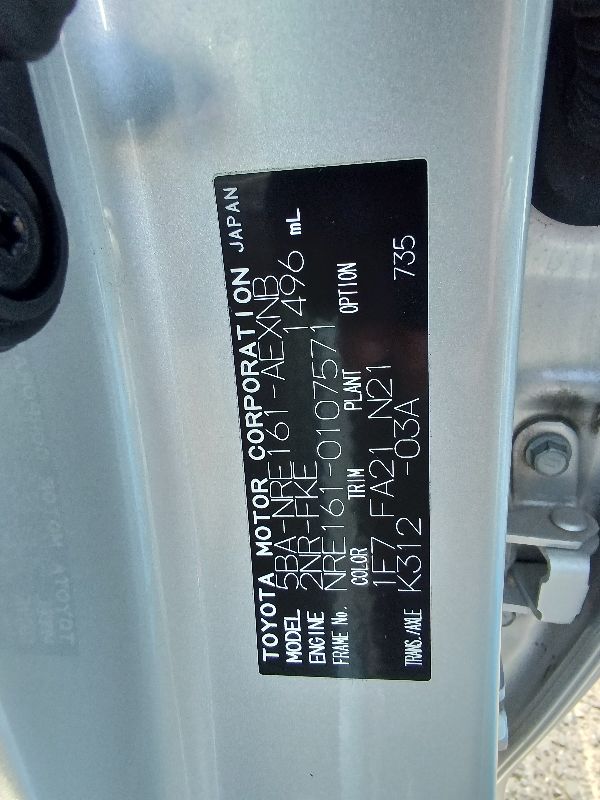 TOYOTA MOTOR CORPORATION JAPAN
MODEL 5BA-NRE161-AEXNB
ENGINE 2NR-FKE 1496 mL
FRAME No. NRE161-0107571
COLOR TRIM PLANT OPTION
1F7 FA21 N21
TRANS./AXLE K312 -03A 735